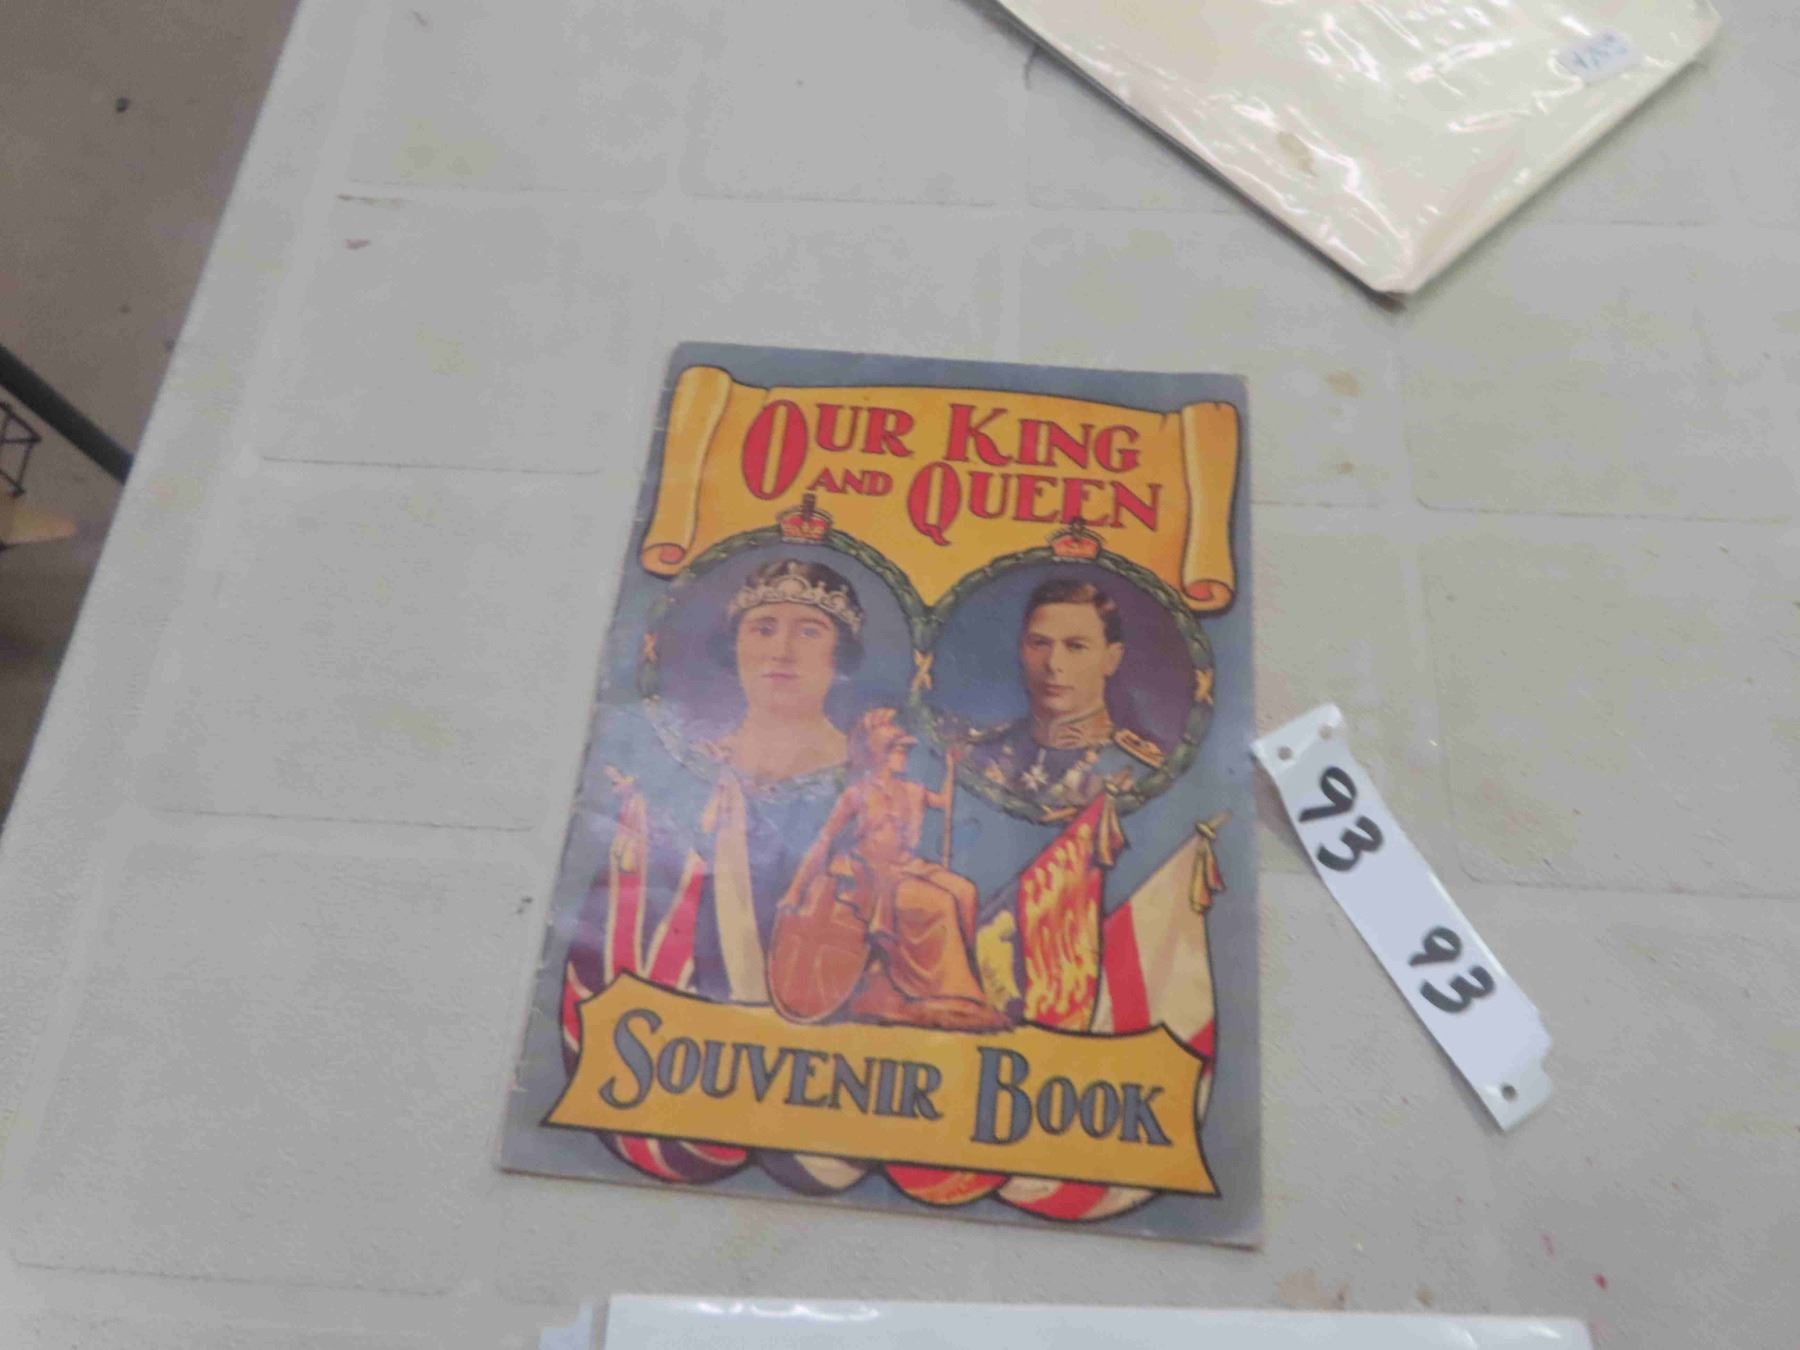 OUR KING
AND QUEEN
SOUVENIR BOOK
93
93